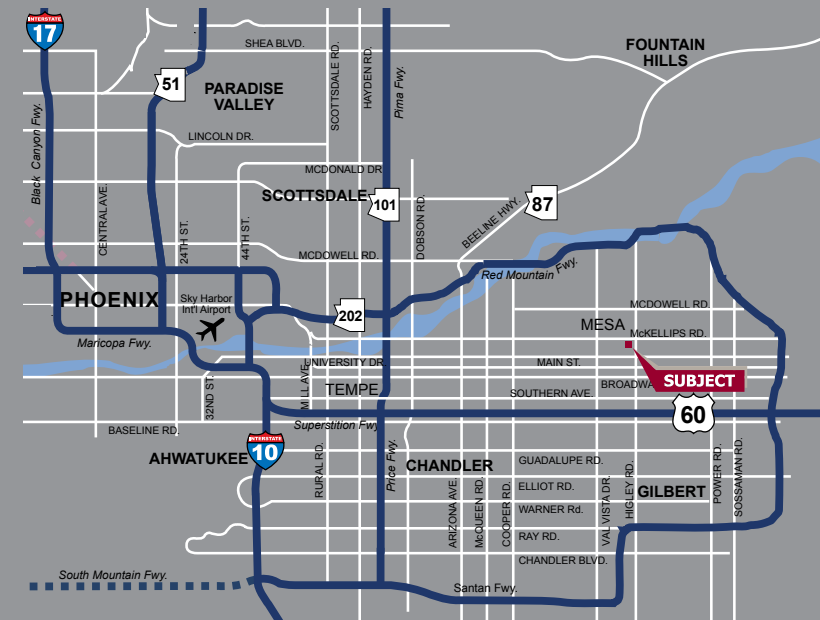 INTERSTATE
17
FOUNTAIN
HILLS
SHEA BLVD.
51
PARADISE
VALLEY
SCOTTSDALE RD.
HAYDEN RD.
Pima Fwy.
Black Canyon Fwy.
LINCOLN DR.
MCDONALD DR
SCOTTSDALE
101
87
CENTRAL AVE.
24TH ST.
44TH ST.
DOBSON RD.
BEELINE HWY.
MCDOWELL RD.
Red Mountain Fwy.
PHOENIX
Sky Harbor
Int'l Airport
202
MCDOWELL RD.
MESA
McKELLIPS RD.
Maricopa Fwy.
UNIVERSITY DR.
MAIN ST.
32ND ST.
MILL AVE.
TEMPE
SOUTHERN AVE.
BROADWA
SUBJECT
60
BASELINE RD.
Superstition Fwy
AHWATUKEE
INTERSTATE
10
RURAL RD.
Price Fwy.
CHANDLER
GUADALUPE RD.
ELLIOT RD.
GILBERT
WARNER Rd.
RAY RD.
CHANDLER BLVD.
ARIZONA AVE.
McQUEEN RD.
COOPER RD.
VAL VISTA DR.
HIGLEY RD.
POWER RD.
SOSSAMAN RD.
South Mountain Fwy.
Santan Fwy.